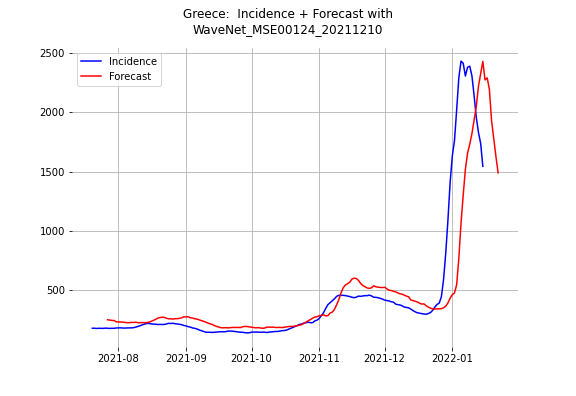 Greece:  Incidence + Forecast with
WaveNet_MSE00124_20211210
2500
2000
1500
1000
500
Incidence
Forecast
2021-08
2021-09
2021-10
2021-11
2021-12
2022-01